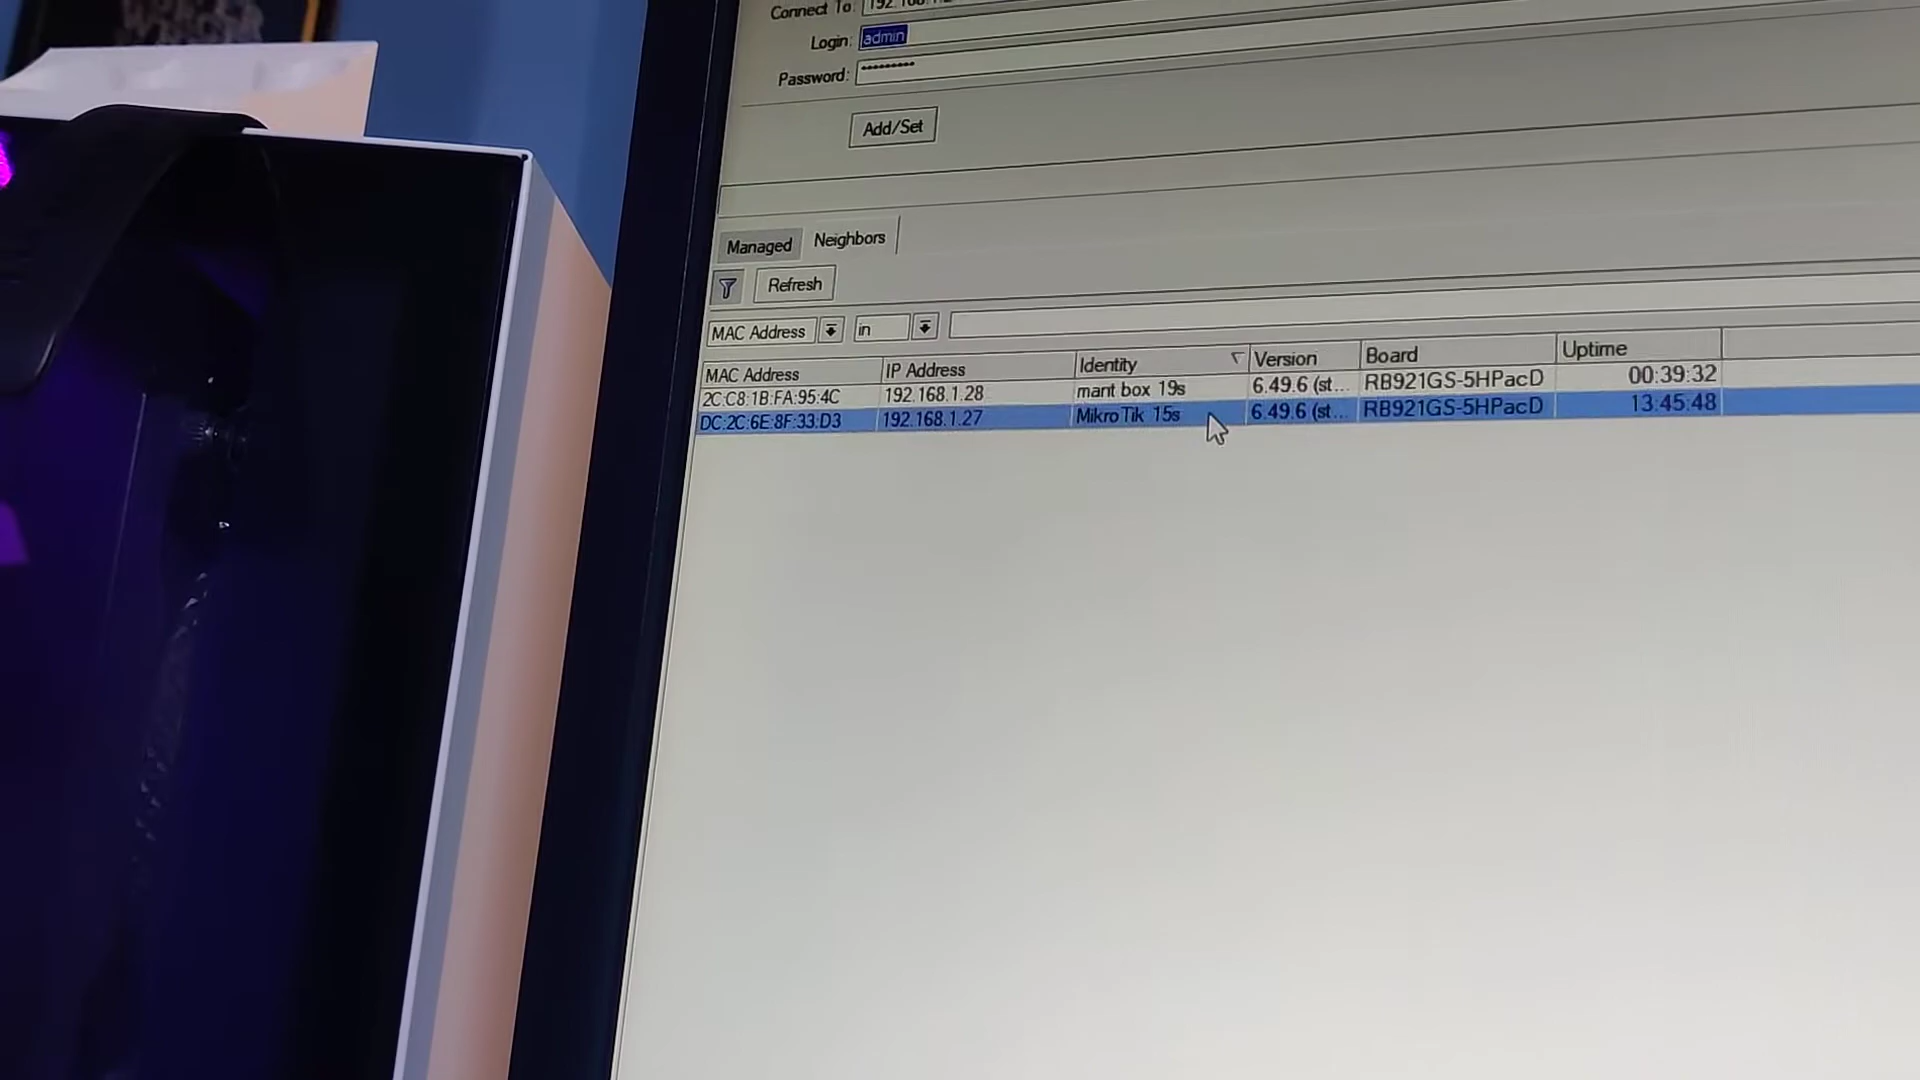 Connect To:
Login: admin
Password: *********
Add/Set
Managed Neighbors
Refresh
MAC Address in
MAC Address IP Address Identity Version Board Uptime
2C:C8:1B:FA:95:4C 192.168.1.28 mant box 19s 6.49.6 (st... RB921GS-5HPacD 00:39:32
DC:2C:6E:8F:33:D3 192.168.1.27 MikroTik 15s 6.49.6 (st... RB921GS-5HPacD 13:45:48